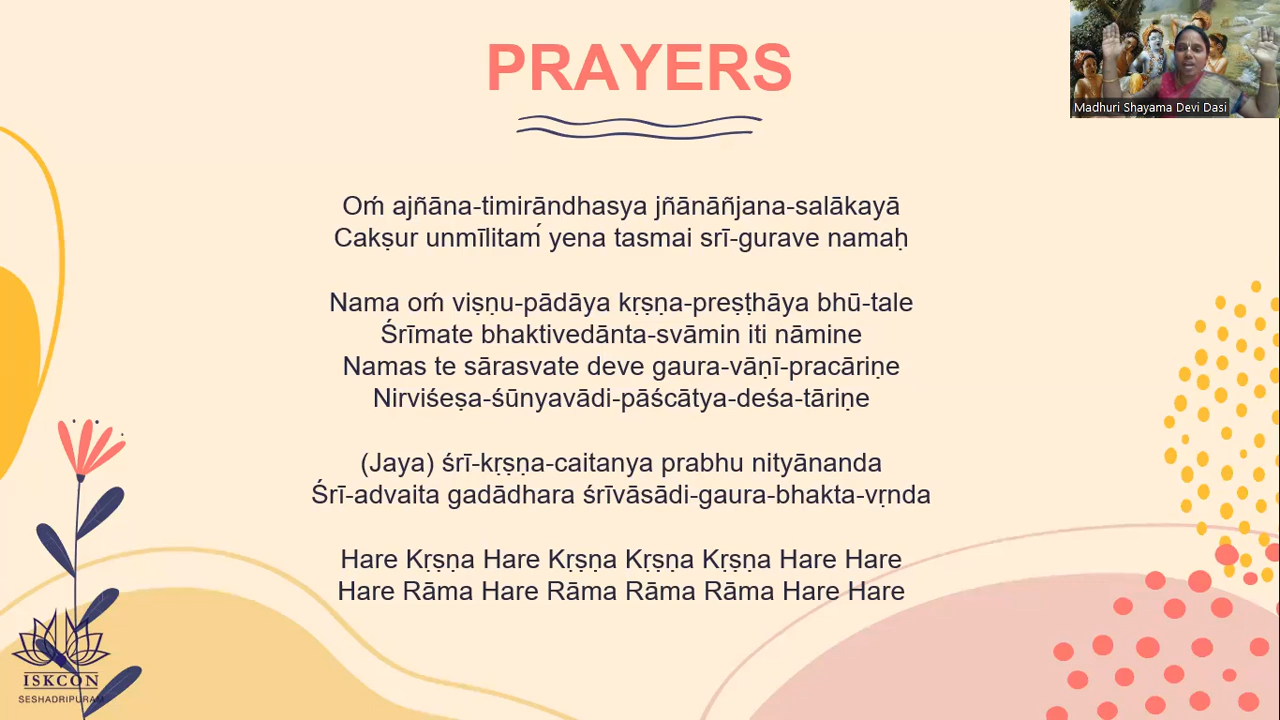 PRAYERS
Madhuri Shayama Devi Dasi
Oḿ ajñāna-timirāndhasya jñānāñjana-salākayā
Cakṣur unmīlitaḿ yena tasmai srī-gurave namaḥ
Nama oḿ viṣṇu-pādāya kṛṣṇa-preṣṭhāya bhū-tale
Śrīmate bhaktivedānta-svāmin iti nāmine
Namas te sārasvate deve gaura-vāṇī-pracāriṇe
Nirviśeṣa-śūnyavādi-pāścātya-deśa-tāriṇe
(Jaya) śrī-kṛṣṇa-caitanya prabhu nityānanda
Śrī-advaita gadādhara śrīvāsādi-gaura-bhakta-vṛnda
Hare Kṛṣṇa Hare Kṛṣṇa Kṛṣṇa Kṛṣṇa Hare Hare
Hare Rāma Hare Rāma Rāma Rāma Hare Hare
ISKCON
SESHADRIPURAM